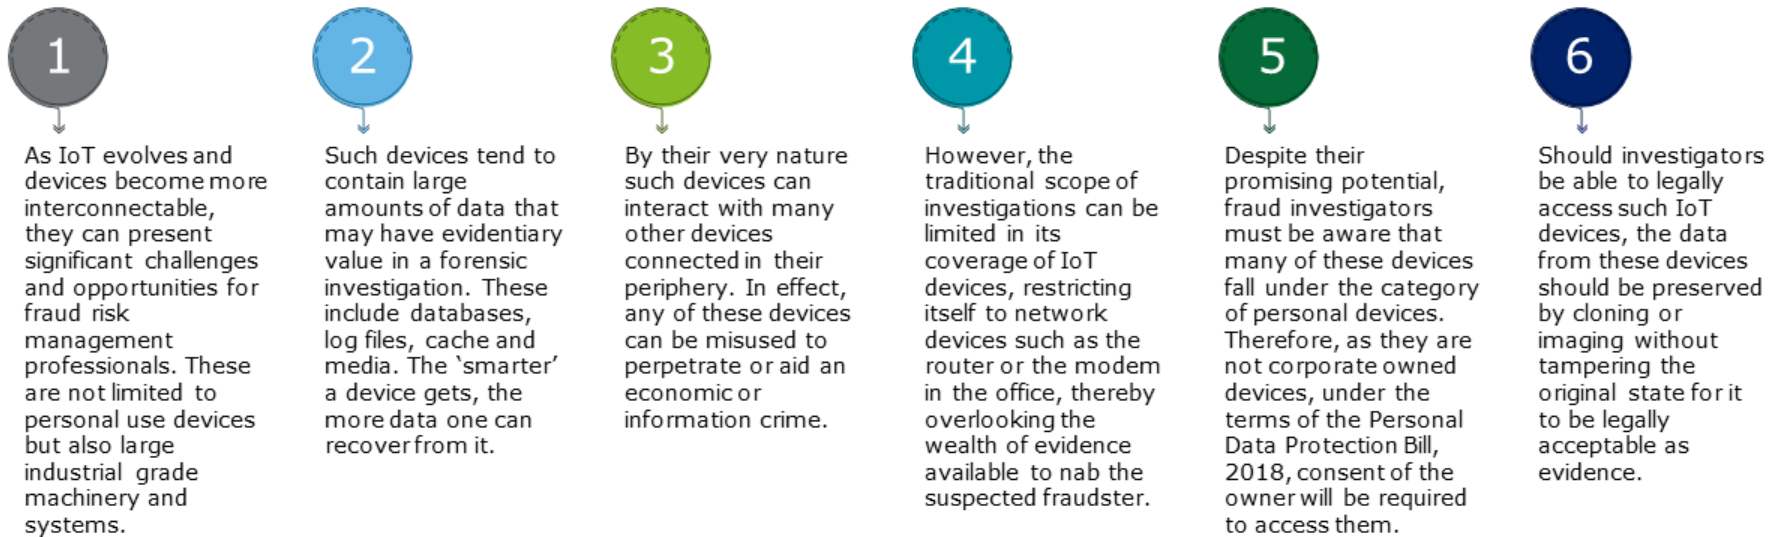 1
As IoT evolves and
devices become more
interconnectable,
they can present
significant challenges
and opportunities for
fraud risk
management
professionals. These
are not limited to
personal use devices
but also large
industrial grade
machinery and
systems.
2
Such devices tend to
contain large
amounts of data that
may have evidentiary
value in a forensic
investigation. These
include databases,
log files, cache and
media. The ‘smarter’
a device gets, the
more data one can
recover from it.
3
By their very nature
such devices can
interact with many
other devices
connected in their
periphery. In effect,
any of these devices
can be misused to
perpetrate or aid an
economic or
information crime.
4
However, the
traditional scope of
investigations can be
limited in its
coverage of IoT
devices, restricting
itself to network
devices such as the
router or the modem
in the office, thereby
overlooking the
wealth of evidence
available to nab the
suspected fraudster.
5
Despite their
promising potential,
fraud investigators
must be aware that
many of these devices
fall under the category
of personal devices.
Therefore, as they are
not corporate owned
devices, under the
terms of the Personal
Data Protection Bill,
2018, consent of the
owner will be required
to access them.
6
Should investigators
be able to legally
access such IoT
devices, the data
from these devices
should be preserved
by cloning or
imaging without
tampering the
original state for it
to be legally
acceptable as
evidence.